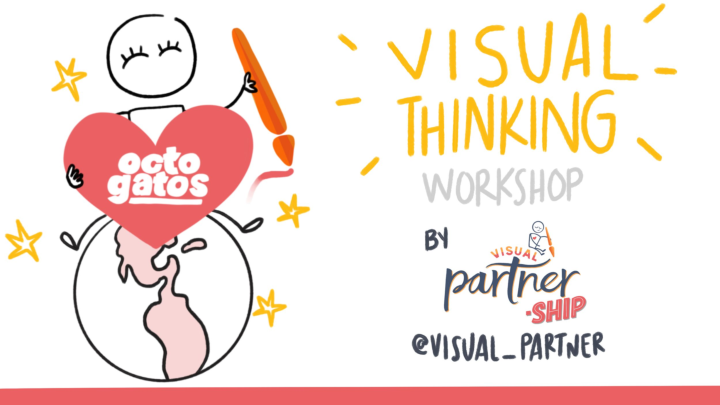 octo
gatos
VISUAL
THINKING
WORKSHOP
BY
VISUAL
partner
·SHIP
@VISUAL_PARTNER